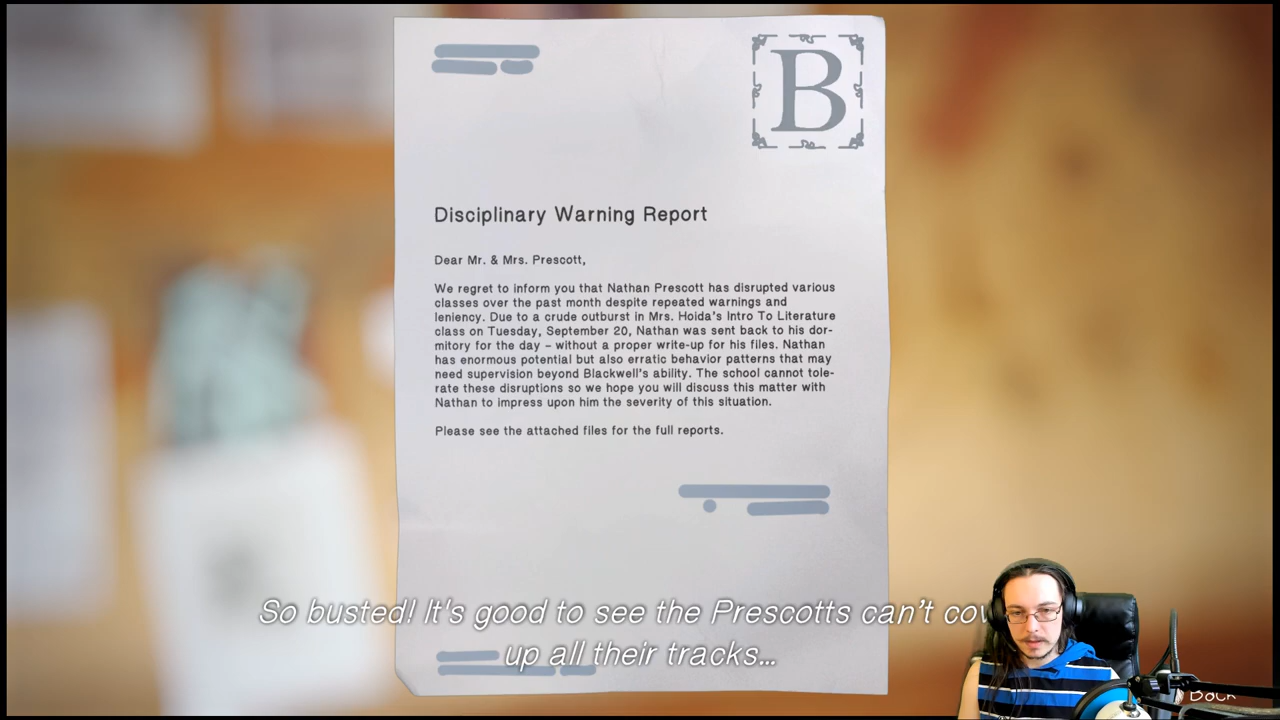 B
Disciplinary Warning Report
Dear Mr. & Mrs. Prescott,
We regret to inform you that Nathan Prescott has disrupted various
classes over the past month despite repeated warnings and
leniency. Due to a crude outburst in Mrs. Hoida's Intro To Literature
class on Tuesday, September 20, Nathan was sent back to his dor-
mitory for the day – without a proper write-up for his files. Nathan
has enormous potential but also erratic behavior patterns that may
need supervision beyond Blackwell's ability. The school cannot tole-
rate these disruptions so we hope you will discuss this matter with
Nathan to impress upon him the severity of this situation.
Please see the attached files for the full reports.
So busted! It's good to see the Prescotts can't
up all their tracks...
Back